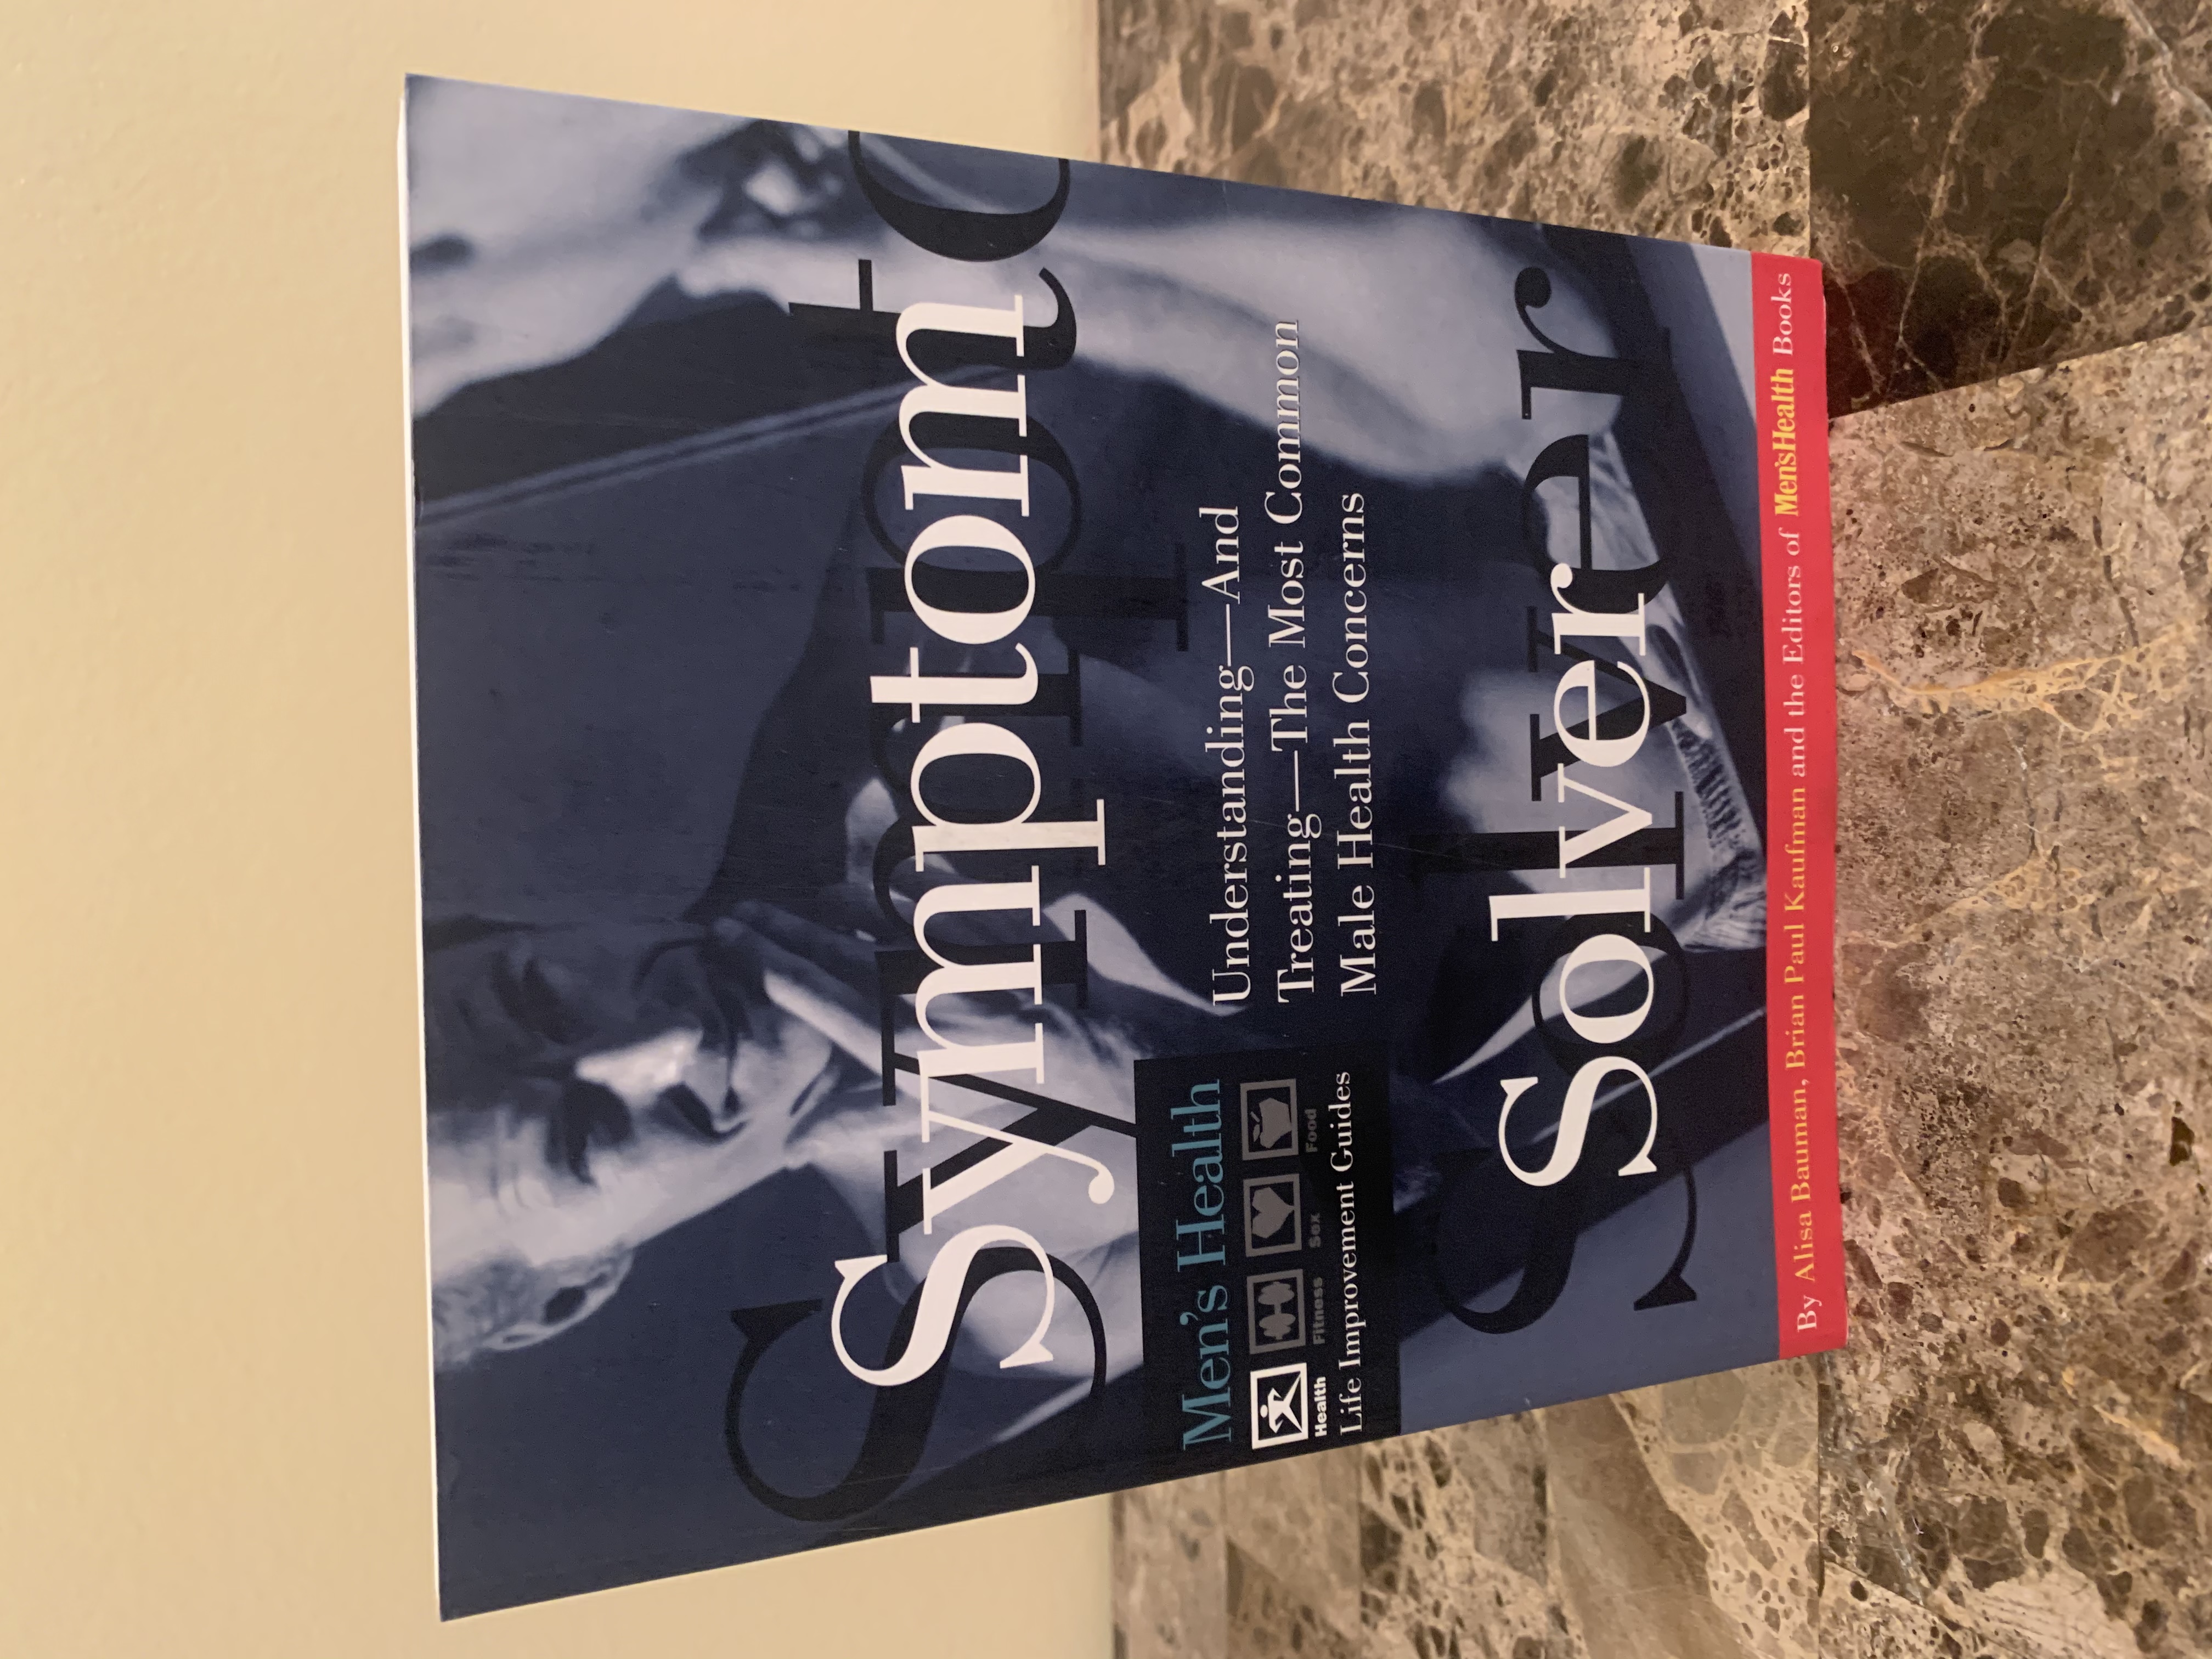 Symptom
Understanding—And
Treating—The Most Common
Male Health Concerns
Men's Health
Health Fitness Sex Food
Life Improvement Guides
Solver
By Alisa Bauman, Brian Paul Kaufman and the Editors of Men'sHealth Books